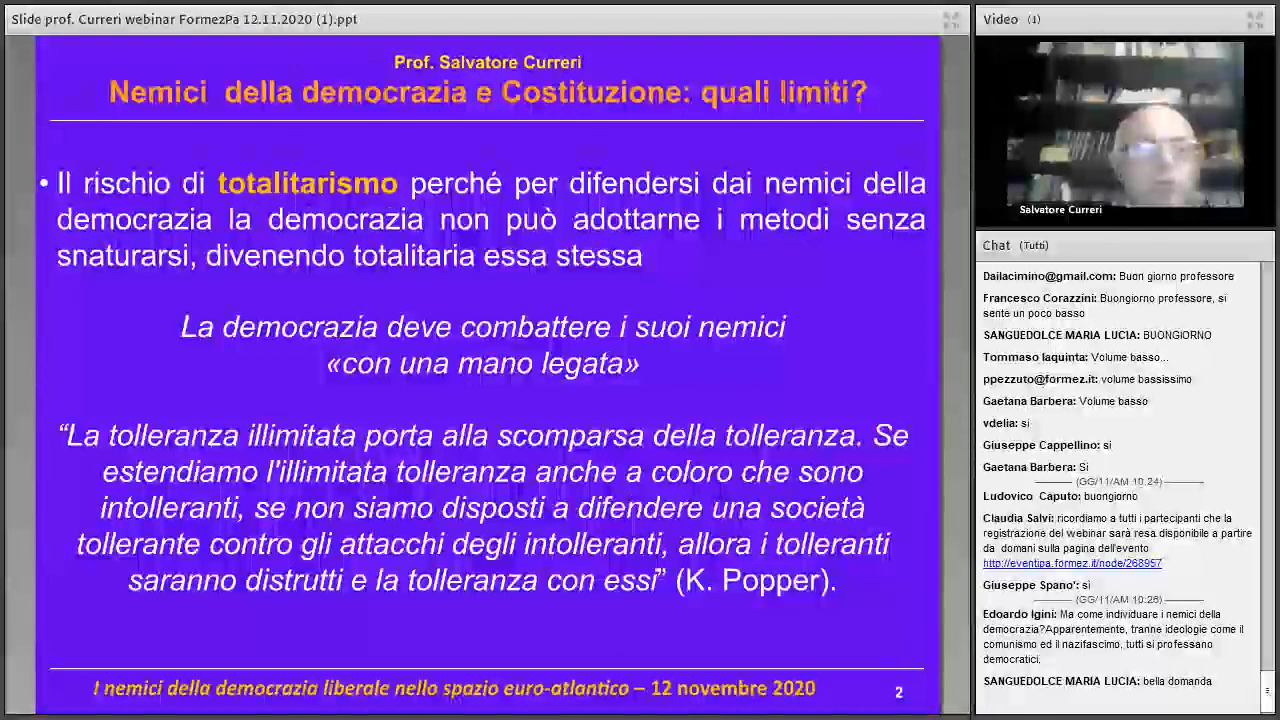 Slide prof. Curreri webinar FormezPa 12.11.2020 (1).ppt
Prof. Salvatore Curreri
Nemici della democrazia e Costituzione: quali limiti?
• Il rischio di totalitarismo perché per difendersi dai nemici della
democrazia la democrazia non può adottarne i metodi senza
snaturarsi, divenendo totalitaria essa stessa
La democrazia deve combattere i suoi nemici
«con una mano legata»
“La tolleranza illimitata porta alla scomparsa della tolleranza. Se
estendiamo l'illimitata tolleranza anche a coloro che sono
intolleranti, se non siamo disposti a difendere una società
tollerante contro gli attacchi degli intolleranti, allora i tolleranti
saranno distrutti e la tolleranza con essi” (K. Popper).
I nemici della democrazia liberale nello spazio euro-atlantico – 12 novembre 2020
2
Video (1)
Salvatore Curreri
Chat (Tutti)
Dailacimino@gmail.com: Buon giorno professore
Francesco Corazzini: Buongiorno professore, si
sente un poco basso
SANGUEDOLCE MARIA LUCIA: BUONGIORNO
Tommaso Iaquinta: Volume basso...
ppezzuto@formez.it: volume bassissimo
Gaetana Barbera: Volume basso
vdelia: si
Giuseppe Cappellino: si
Gaetana Barbera: Sì
(GG/11/AM 10.24)
Ludovico Caputo: buongiorno
Claudia Salvi: ricordiamo a tutti i partecipanti che la
registrazione del webinar sarà resa disponibile a partire
da domani sulla pagina dell'evento
http://eventipa.formez.it/node/268957
Giuseppe Spano': sì
(GG/11/AM 10.26)
Edoardo Igini: Ma come individuare i nemici della
democrazia?Apparentemente, tranne ideologie come il
comunismo ed il nazifascismo, tutti si professano
democratici.
SANGUEDOLCE MARIA LUCIA: bella domanda